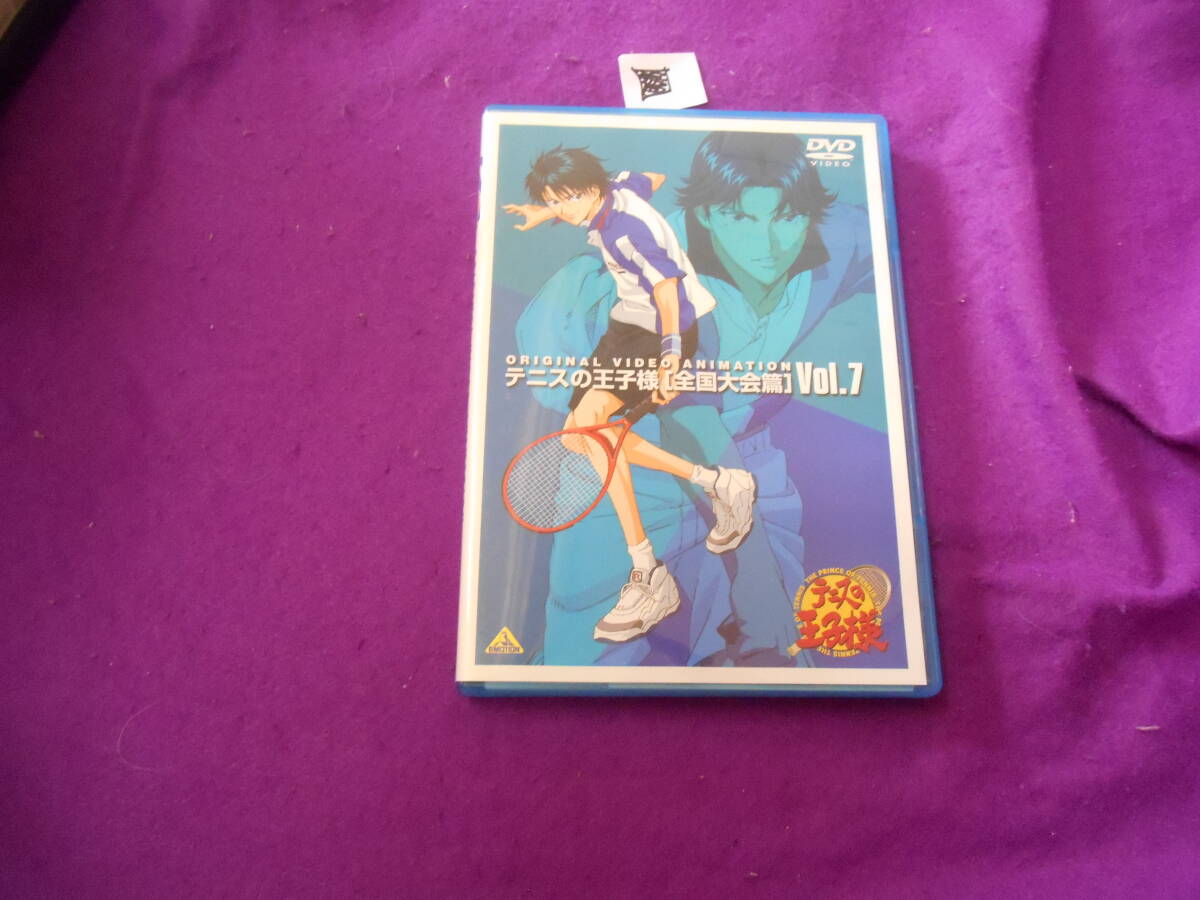 DVD
VIDEO
ORIGINAL VIDEO ANIMATION
テニスの王子様[全国大会篇] Vol.7
THE PRINCE OF TENNIS
テニスの
王子様
EMOTION